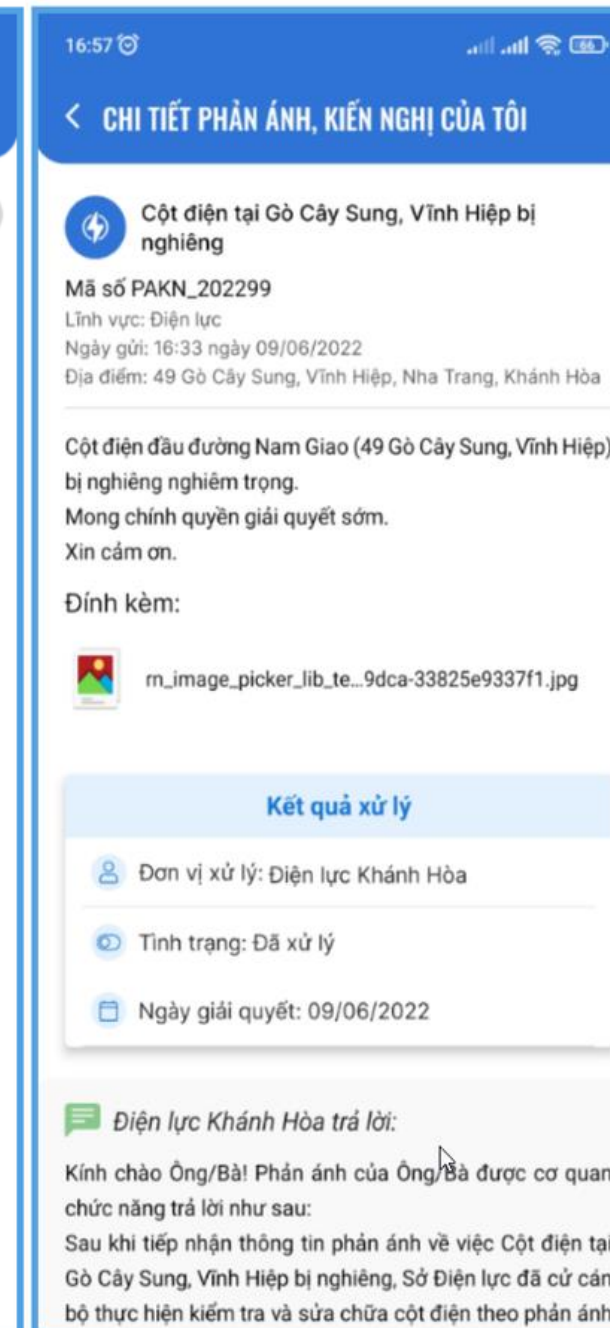 16:57
66
CHI TIẾT PHẢN ÁNH, KIẾN NGHỊ CỦA TÔI
Cột điện tại Gò Cây Sung, Vĩnh Hiệp bị
nghiêng
Mã số PAKN_202299
Lĩnh vực: Điện lực
Ngày gửi: 16:33 ngày 09/06/2022
Địa điểm: 49 Gò Cây Sung, Vĩnh Hiệp, Nha Trang, Khánh Hòa
Cột điện đầu đường Nam Giao (49 Gò Cây Sung, Vĩnh Hiệp)
bị nghiêng nghiêm trọng.
Mong chính quyền giải quyết sớm.
Xin cảm ơn.
Đính kèm:
rn_image_picker_lib_te...9dca-33825e9337f1.jpg
Kết quả xử lý
Đơn vị xử lý: Điện lực Khánh Hòa
Tình trạng: Đã xử lý
Ngày giải quyết: 09/06/2022
Điện lực Khánh Hòa trả lời:
Kính chào Ông/Bà! Phản ánh của Ông/Bà được cơ quan
chức năng trả lời như sau:
Sau khi tiếp nhận thông tin phản ánh về việc Cột điện tại
Gò Cây Sung, Vĩnh Hiệp bị nghiêng, Sở Điện lực đã cử cán
bộ thực hiện kiểm tra và sửa chữa cột điện theo phản ánh